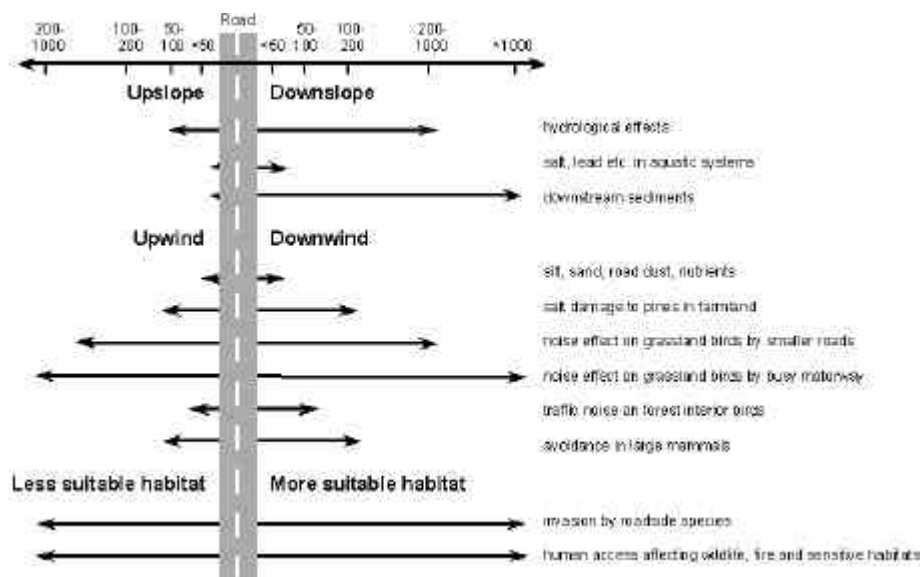 Road
200-1000 100-200 50-100 <50 <50 50-100 100-200 200-1000 >1000
Upslope Downslope
hydrological effects
salt, lead etc. in aquatic systems
downstream sediments
Upwind Downwind
silt, sand, road dust, nutrients
salt damage to pines in farmland
noise effect on grassland birds by smaller roads
noise effect on grassland birds by busy motorway
traffic noise on forest interior birds
avoidance in large mammals
Less suitable habitat More suitable habitat
invasion by roadside species
human access affecting wildlife, fire and sensitive habitats